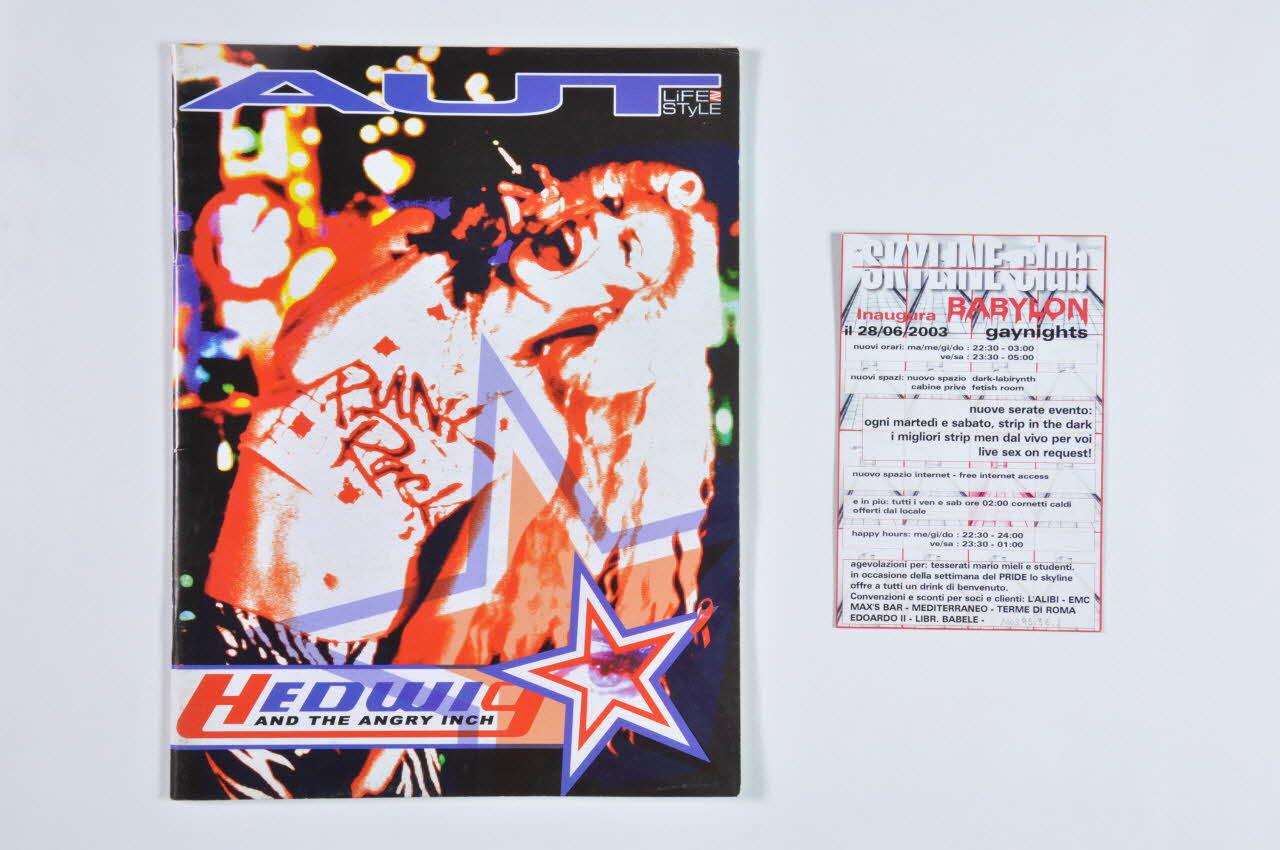 AUT
LiFE
STyLE
PUNK
ROCK
HEDWIG
AND THE ANGRY INCH
SKYLINE Club
Inaugura BABYLON
il 28/06/2003 gaynights
nuovi orari: ma/me/gi/do : 22:30 - 03:00
ve/sa : 23:30 - 05:00
nuovi spazi: nuovo spazio dark-labirynth
cabine privè fetish room
nuove serate evento:
ogni martedì e sabato, strip in the dark
i migliori strip men dal vivo per voi
live sex on request!
nuovo spazio internet - free internet access
e in più: tutti i ven e sab ore 02:00 cornetti caldi
offerti dal locale
happy hours: me/gi/do : 22:30 - 24:00
ve/sa : 23:30 - 01:00
agevolazioni per: tesserati mario mieli e studenti.
in occasione della settimana del PRIDE lo skyline
offre a tutti un drink di benvenuto.
Convenzioni e sconti per soci e clienti: L'ALIBI - EMC
MAX'S BAR - MEDITERRANEO - TERME DI ROMA
EDOARDO II - LIBR. BABELE -